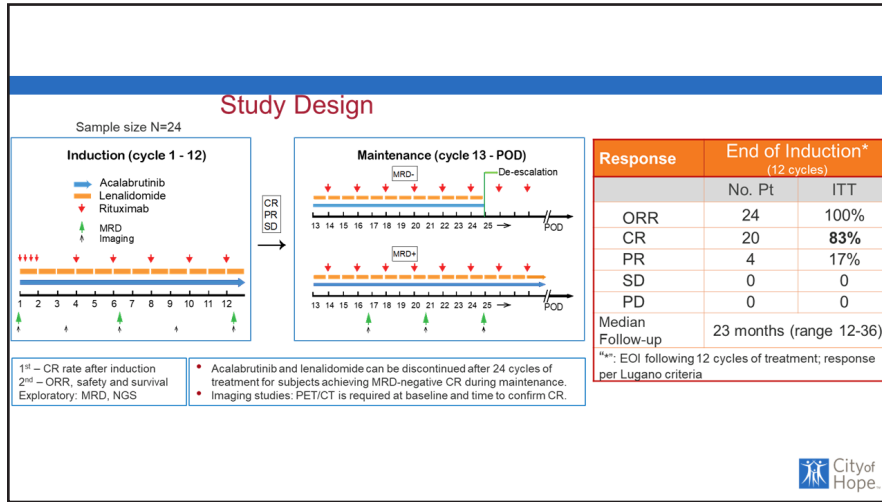 Study Design
Sample size N=24
Induction (cycle 1 - 12)
Acalabrutinib
Lenalidomide
Rituximab
MRD
Imaging
1 2 3 4 5 6 7 8 9 10 11 12
CR
PR
SD
Maintenance (cycle 13 - POD)
MRD-
De-escalation
13 14 15 16 17 18 19 20 21 22 23 24 25
POD
MRD+
13 14 15 16 17 18 19 20 21 22 23 24 25
POD
1st – CR rate after induction
2nd – ORR, safety and survival
Exploratory: MRD, NGS
• Acalabrutinib and lenalidomide can be discontinued after 24 cycles of
treatment for subjects achieving MRD-negative CR during maintenance.
• Imaging studies: PET/CT is required at baseline and time to confirm CR.
Response End of Induction*
(12 cycles)
No. Pt ITT
ORR 24 100%
CR 20 83%
PR 4 17%
SD 0 0
PD 0 0
Median
Follow-up 23 months (range 12-36)
"*": EOI following 12 cycles of treatment; response
per Lugano criteria
City of
Hope